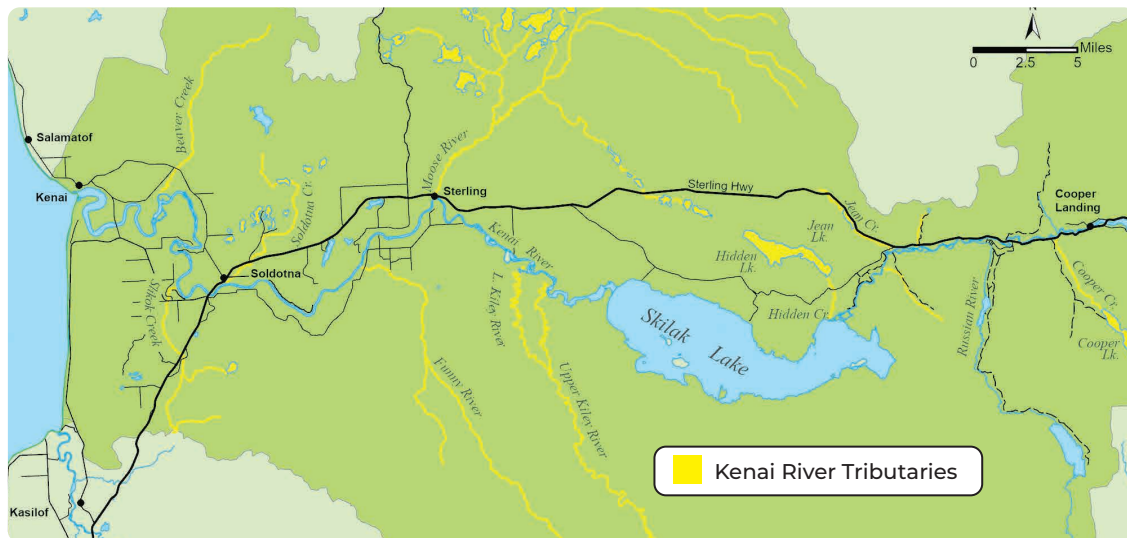 N
Miles
0 2.5 5
Beaver Creek
Salamatof
Kenai
Moose River
Sterling
Sterling Hwy
Soldotna Cr.
Soldotna
Slikok Creek
Kenai River
L. Kiley River
Upper Kiley River
Funny River
Jean Cr.
Jean
Lk.
Hidden
Lk.
Hidden Cr.
Skilak
Lake
Cooper
Landing
Russian River
Cooper Cr.
Cooper
Lk.
Kasilof
Kenai River Tributaries